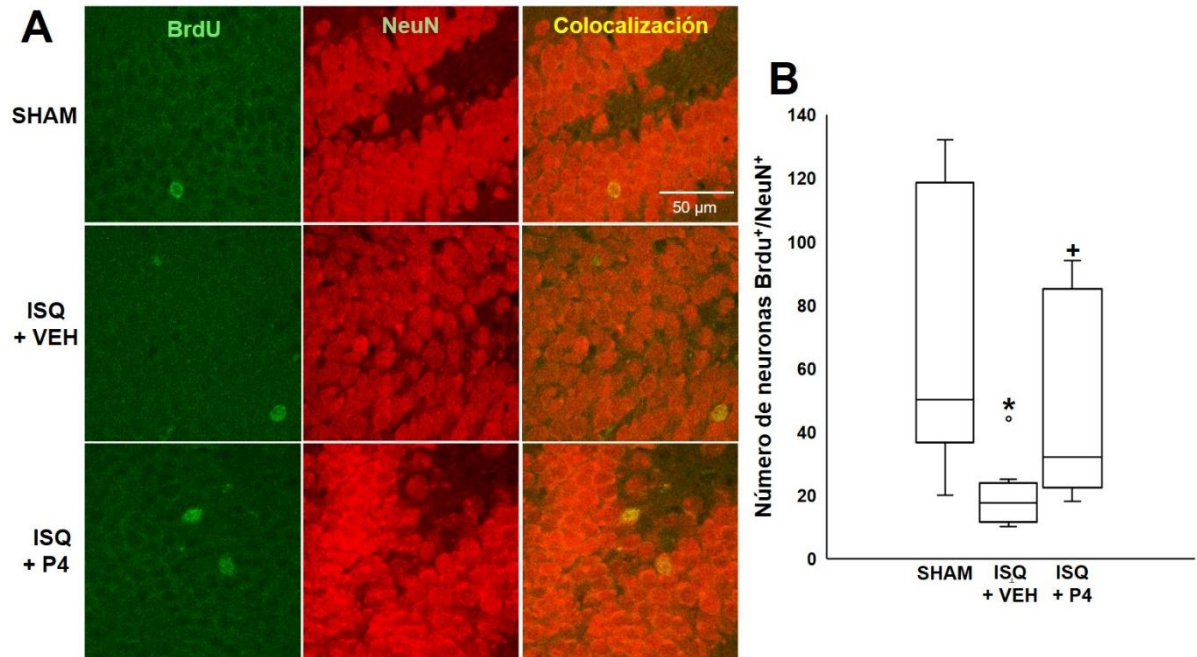 A
BrdU
NeuN
Colocalización
SHAM
50 µm
ISQ
+ VEH
ISQ
+ P4
B
Número de neuronas Brdu⁺/NeuN⁺
140
120
100
80
60
40
20
0
*
+
SHAM
ISQ
+ VEH
ISQ
+ P4